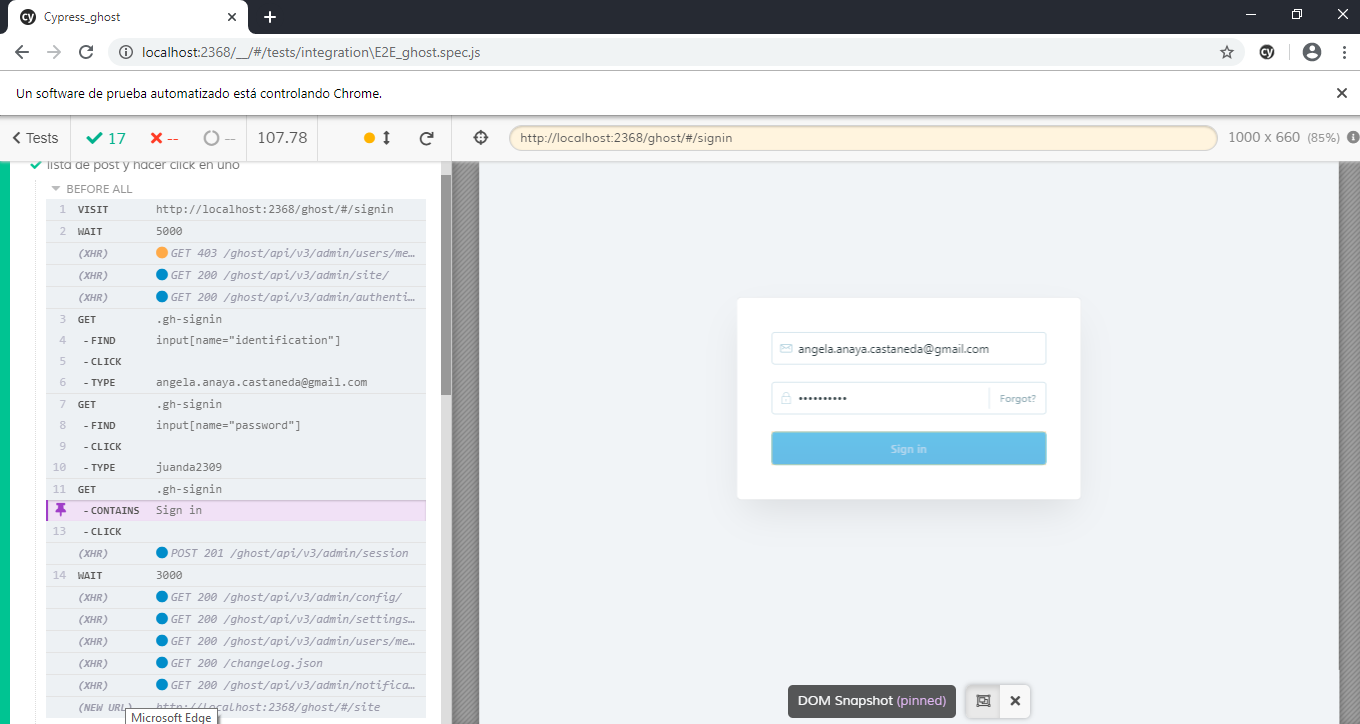 Cypress_ghost
localhost:2368/__/#/tests/integration\E2E_ghost.spec.js
Un software de prueba automatizado está controlando Chrome.
Tests 17 -- -- 107.78 http://localhost:2368/ghost/#/signin 1000 x 660 (85%)
lista de post y hacer click en uno
BEFORE ALL
1 VISIT http://localhost:2368/ghost/#/signin
2 WAIT 5000
(XHR) GET 403 /ghost/api/v3/admin/users/me…
(XHR) GET 200 /ghost/api/v3/admin/site/
(XHR) GET 200 /ghost/api/v3/admin/authenti…
3 GET .gh-signin
4 -FIND input[name="identification"]
5 -CLICK
6 -TYPE angela.anaya.castaneda@gmail.com
7 GET .gh-signin
8 -FIND input[name="password"]
9 -CLICK
10 -TYPE juanda2309
11 GET .gh-signin
-CONTAINS Sign in
13 -CLICK
(XHR) POST 201 /ghost/api/v3/admin/session
14 WAIT 3000
(XHR) GET 200 /ghost/api/v3/admin/config/
(XHR) GET 200 /ghost/api/v3/admin/settings…
(XHR) GET 200 /ghost/api/v3/admin/users/me…
(XHR) GET 200 /changelog.json
(XHR) GET 200 /ghost/api/v3/admin/notifica…
(NEW URL) http://localhost:2368/ghost/#/site
Microsoft Edge
angela.anaya.castaneda@gmail.com
•••••••••• Forgot?
Sign in
DOM Snapshot (pinned)